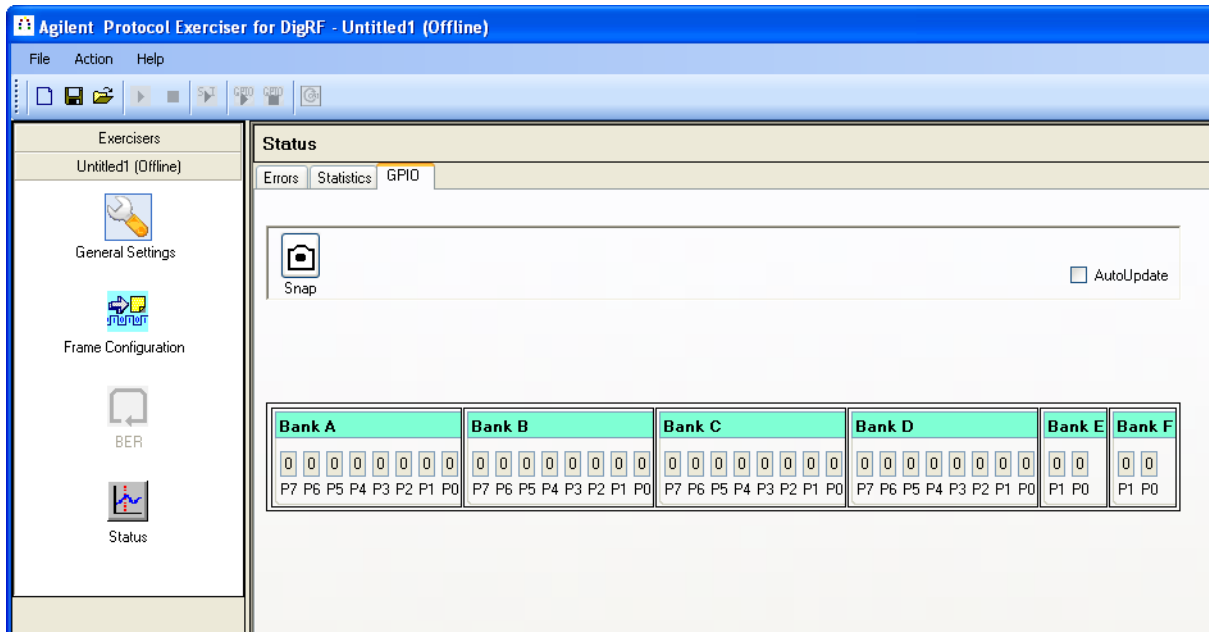 Agilent Protocol Exerciser for DigRF - Untitled1 (Offline)
File Action Help
Exercisers
Untitled1 (Offline)
General Settings
Frame Configuration
BER
Status
Status
Errors Statistics GPIO
Snap
AutoUpdate
Bank A Bank B Bank C Bank D Bank E Bank F
0 0 0 0 0 0 0 0 0 0 0 0 0 0 0 0 0 0 0 0 0 0 0 0 0 0 0 0 0 0 0 0 0 0 0 0
P7 P6 P5 P4 P3 P2 P1 P0 P7 P6 P5 P4 P3 P2 P1 P0 P7 P6 P5 P4 P3 P2 P1 P0 P7 P6 P5 P4 P3 P2 P1 P0 P1 P0 P1 P0